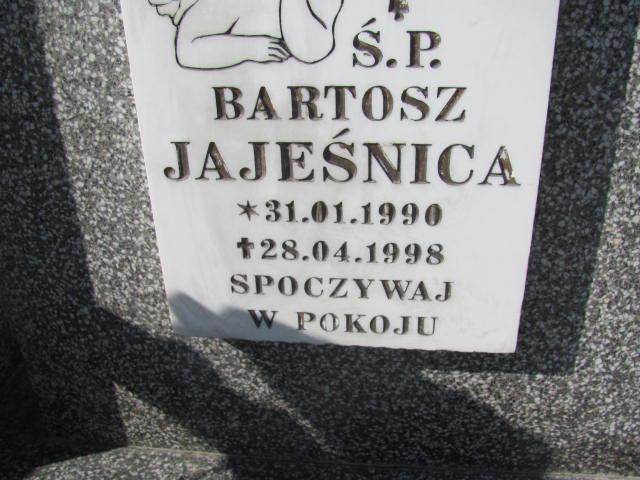 Ś.P.
BARTOSZ
JAJEŚNICA
*31.01.1990
✝28.04.1998
SPOCZYWAJ
W POKOJU